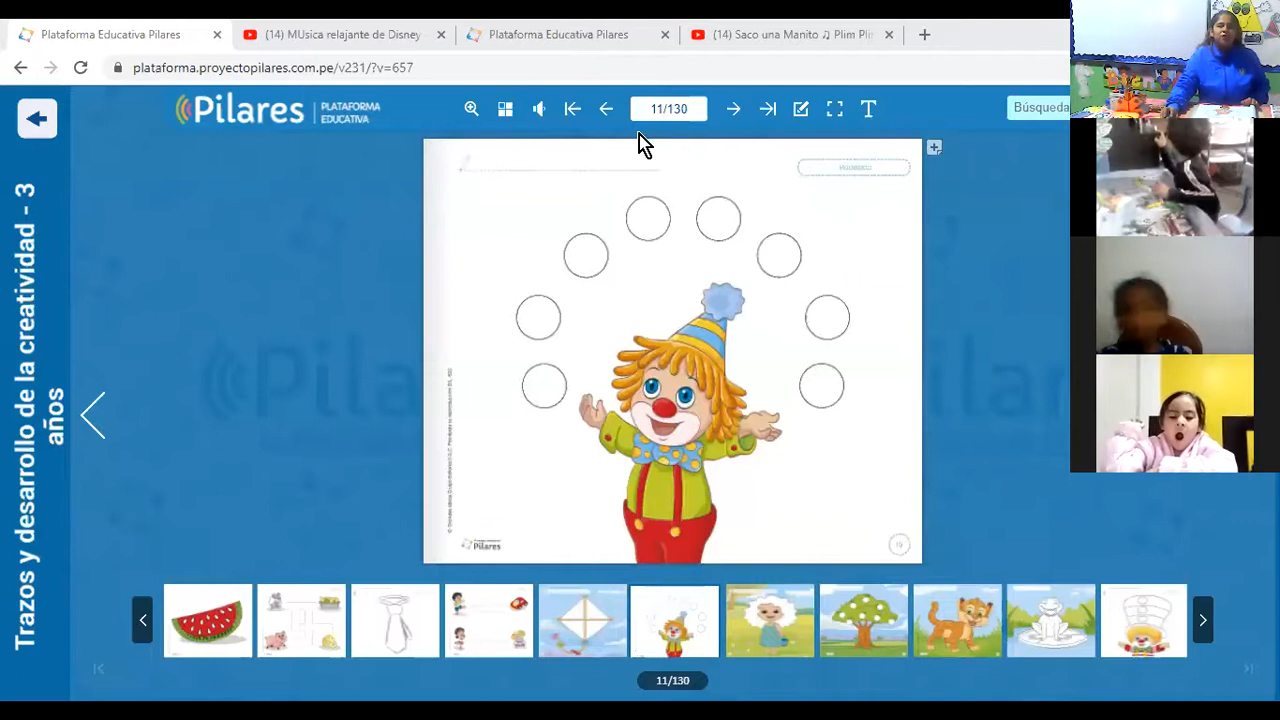 Plataforma Educativa Pilares
(14) MUsica relajante de Disney
Plataforma Educativa Pilares
(14) Saco una Manito ♫ Plim Pli
plataforma.proyectopilares.com.pe/v231/?v=657
Pilares
PLATAFORMA
EDUCATIVA
11/130
T
Búsqueda
Trazos y desarrollo de la creatividad - 3
años
Pilares
11/130